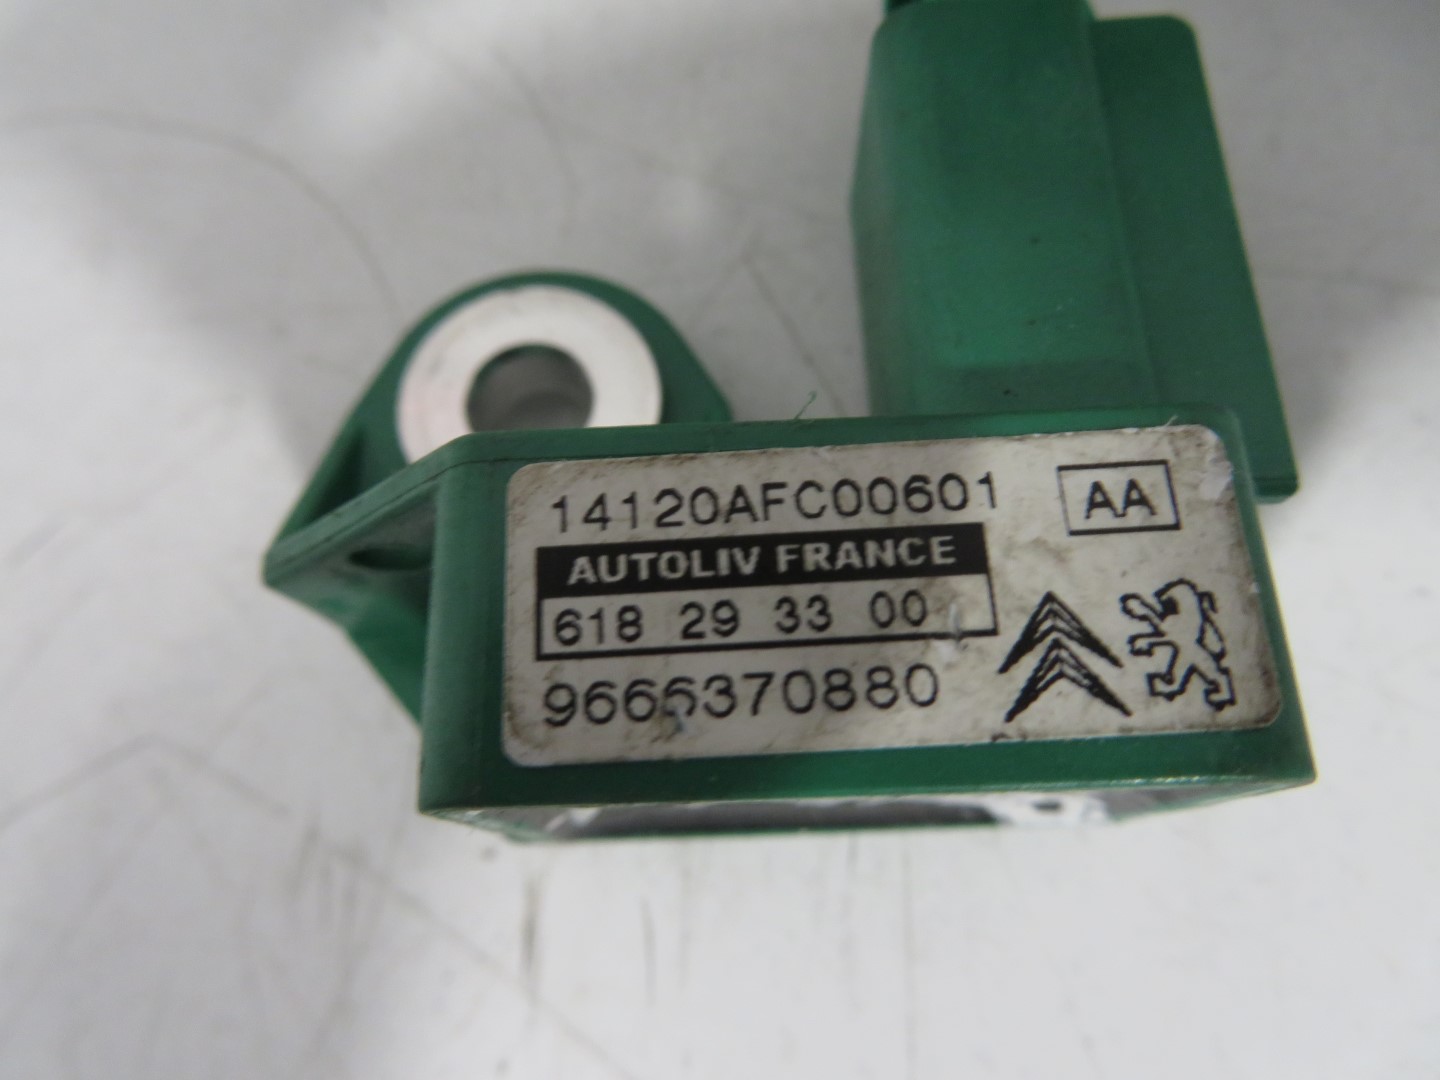 14120AFC00601
AA
AUTOLIV FRANCE
618 29 33 00
9666370880